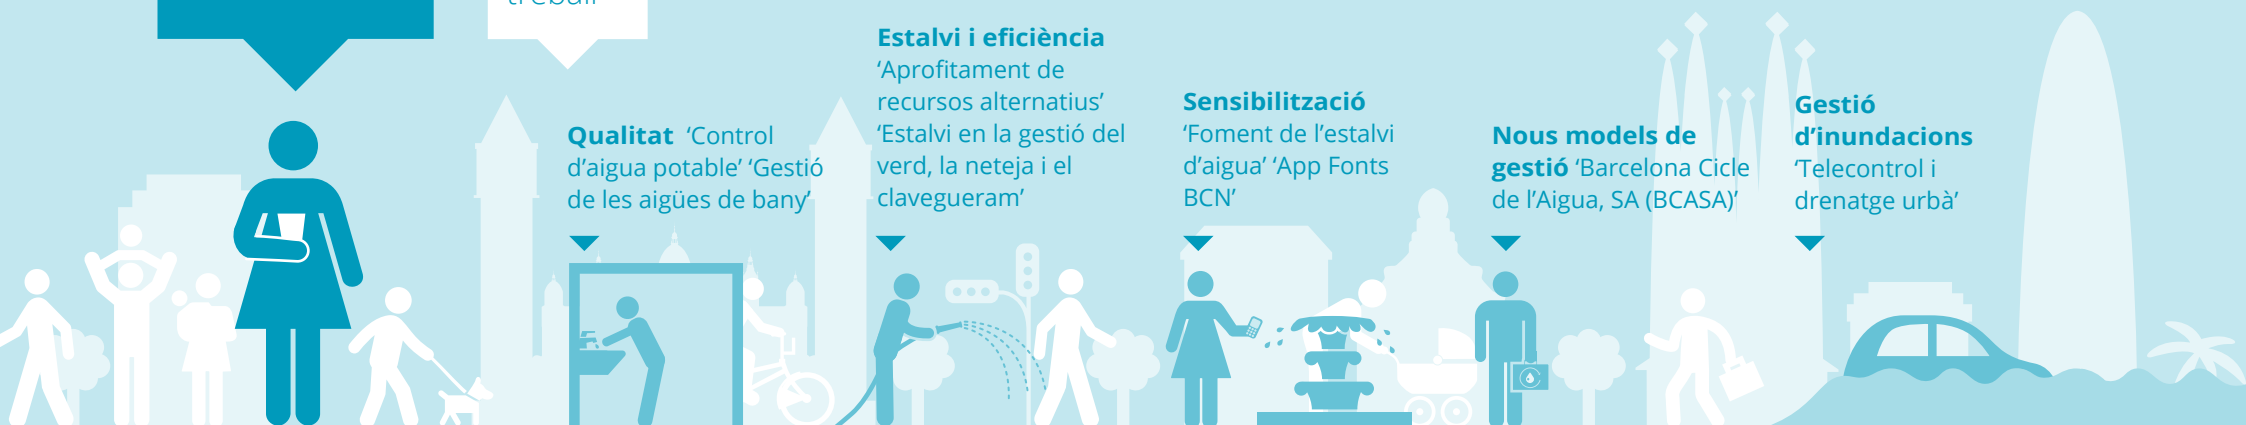 Estalvi i eficiència
‘Aprofitament de
recursos alternatius’
‘Estalvi en la gestió del
verd, la neteja i el
clavegueram’
Sensibilització
‘Foment de l’estalvi
d’aigua’ ‘App Fonts
BCN’
Qualitat ‘Control
d’aigua potable’ ‘Gestió
de les aigües de bany’
Nous models de
gestió ‘Barcelona Cicle
de l’Aigua, SA (BCASA)’
Gestió
d’inundacions
‘Telecontrol i
drenatge urbà’